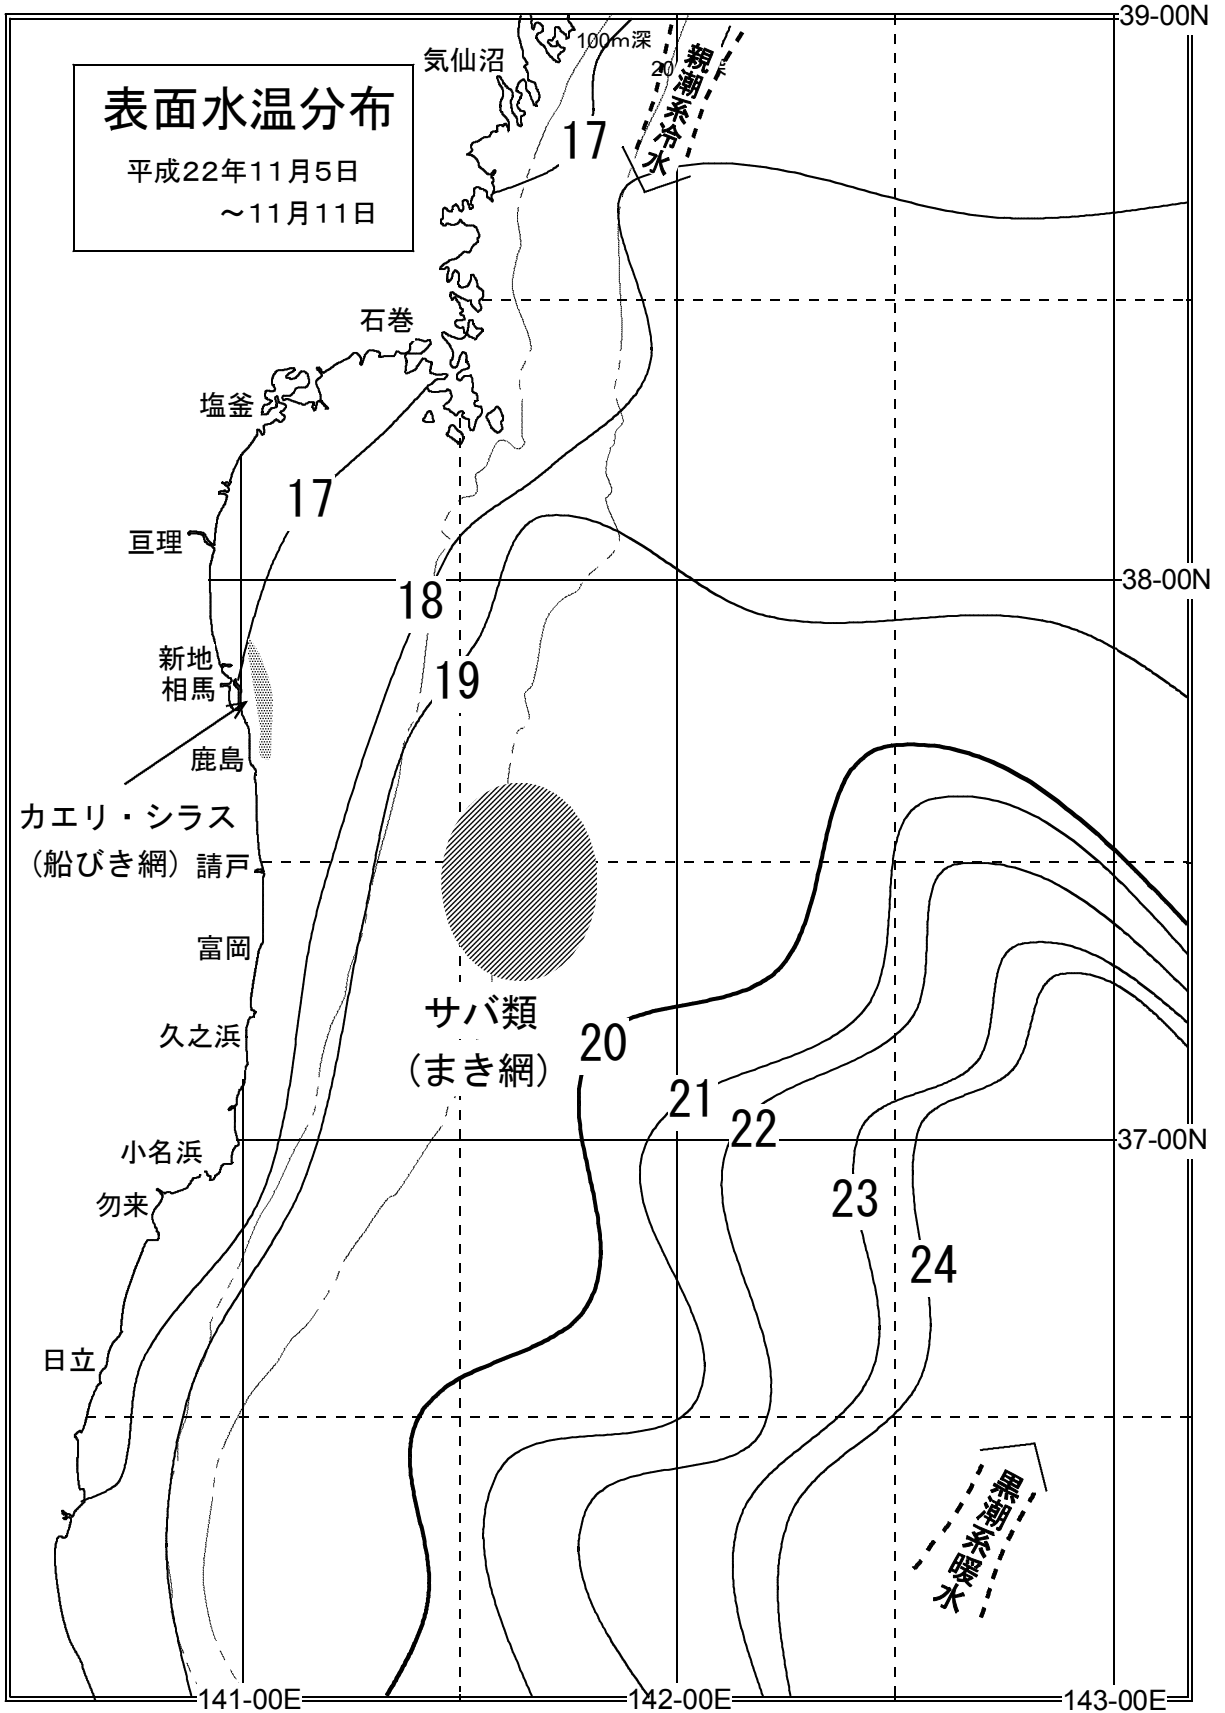 39-00N
100m深
気仙沼
20
親潮系冷水
表面水温分布
平成22年11月5日
～11月11日
17
石巻
塩釜
17
亘理
38-00N
18
新地
19
相馬
鹿島
カエリ・シラス
(船びき網)
請戸
富岡
サバ類
久之浜
20
(まき網)
21
22
37-00N
小名浜
23
勿来
24
日立
黒潮系暖水
141-00E
142-00E
143-00E